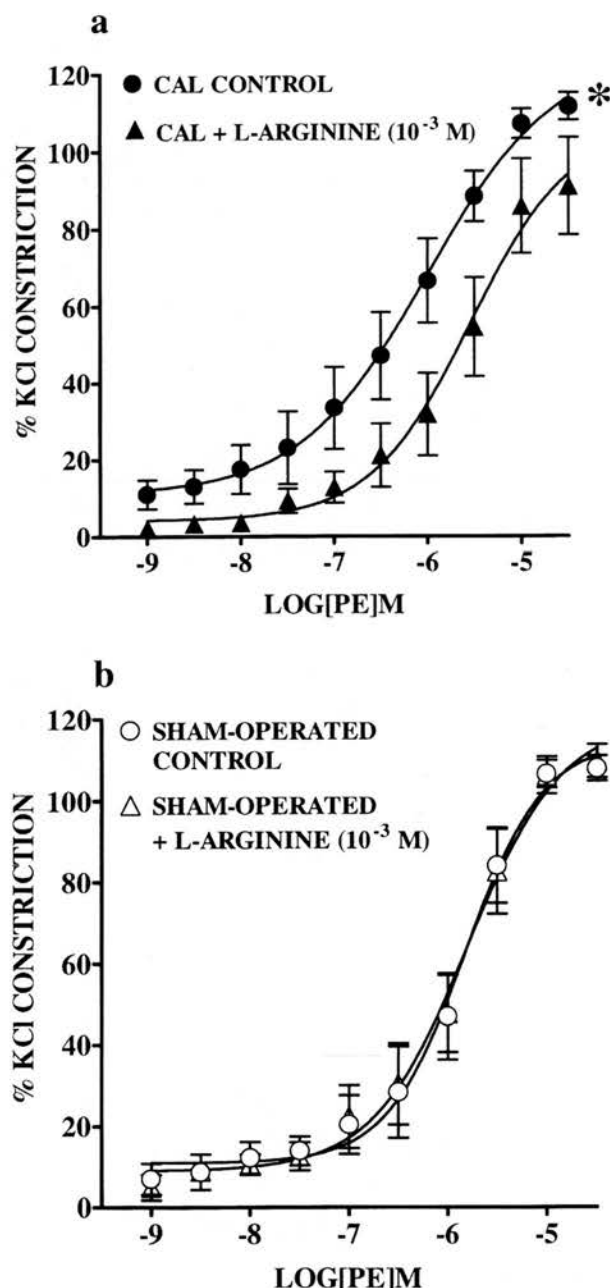 a
120
100
80
60
40
20
0
% KCl CONSTRICTION
CAL CONTROL
CAL + L-ARGININE (10⁻³ M)
*
-9 -8 -7 -6 -5
LOG[PE]M
b
120
100
80
60
40
20
0
% KCl CONSTRICTION
SHAM-OPERATED
CONTROL
SHAM-OPERATED
+ L-ARGININE (10⁻³ M)
-9 -8 -7 -6 -5
LOG[PE]M